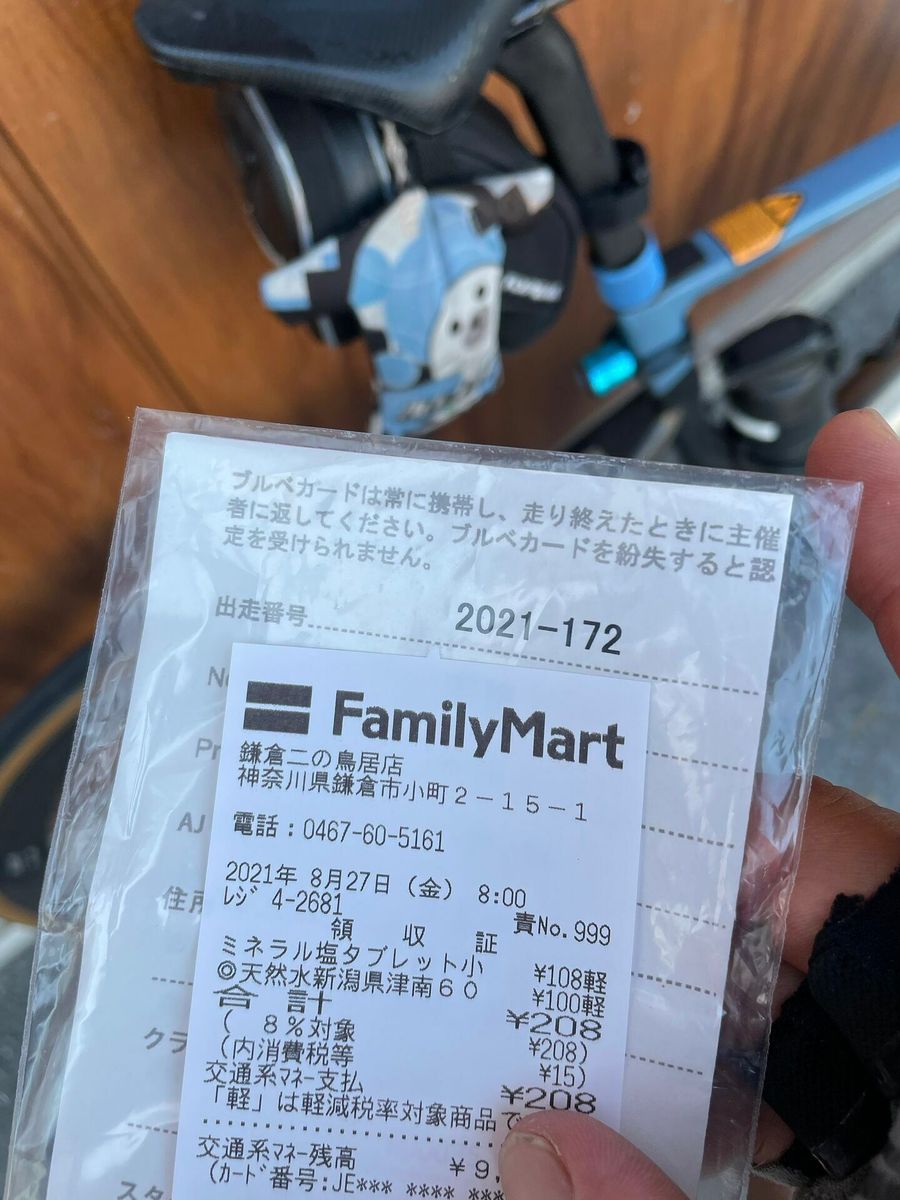 ブルベカードは常に携帯し、走り終えたときに主催
者に返してください。ブルベカードを紛失すると認
定を受けられません。
出走番号 2021-172
FamilyMart
鎌倉二の鳥居店
神奈川県鎌倉市小町2-15-1
電話:0467-60-5161
2021年 8月27日(金) 8:00
レジ 4-2681 責No.999
領 収 証
ミネラル塩タブレット小 ¥108軽
◎天然水新潟県津南60 ¥100軽
合 計 ¥208
( 8%対象 ¥208)
(内消費税等 ¥15)
交通系マネー支払 ¥208
「軽」は軽減税率対象商品で
交通系マネー残高 ¥9,
(カード番号:JE*** **** ***
AJ
住所
クラ
スタ